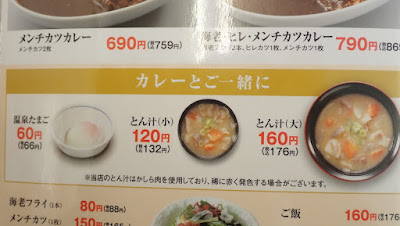 メンチカツカレー
メンチカツ2枚
690円(税込759円)
海老・ヒレ・メンチカツカレー
海老フライ2本、ヒレカツ1枚、メンチカツ1枚
790円
カレーとご一緒に
温泉たまご
60円
(税込66円)
とん汁(小)
120円
(税込132円)
とん汁(大)
160円
(税込176円)
※当店のとん汁はかしら肉を使用しており、稀に赤く発色する場合がございます。
海老フライ(1本)
80円(税込88円)
メンチカツ(1枚)
150円
ご飯
160円